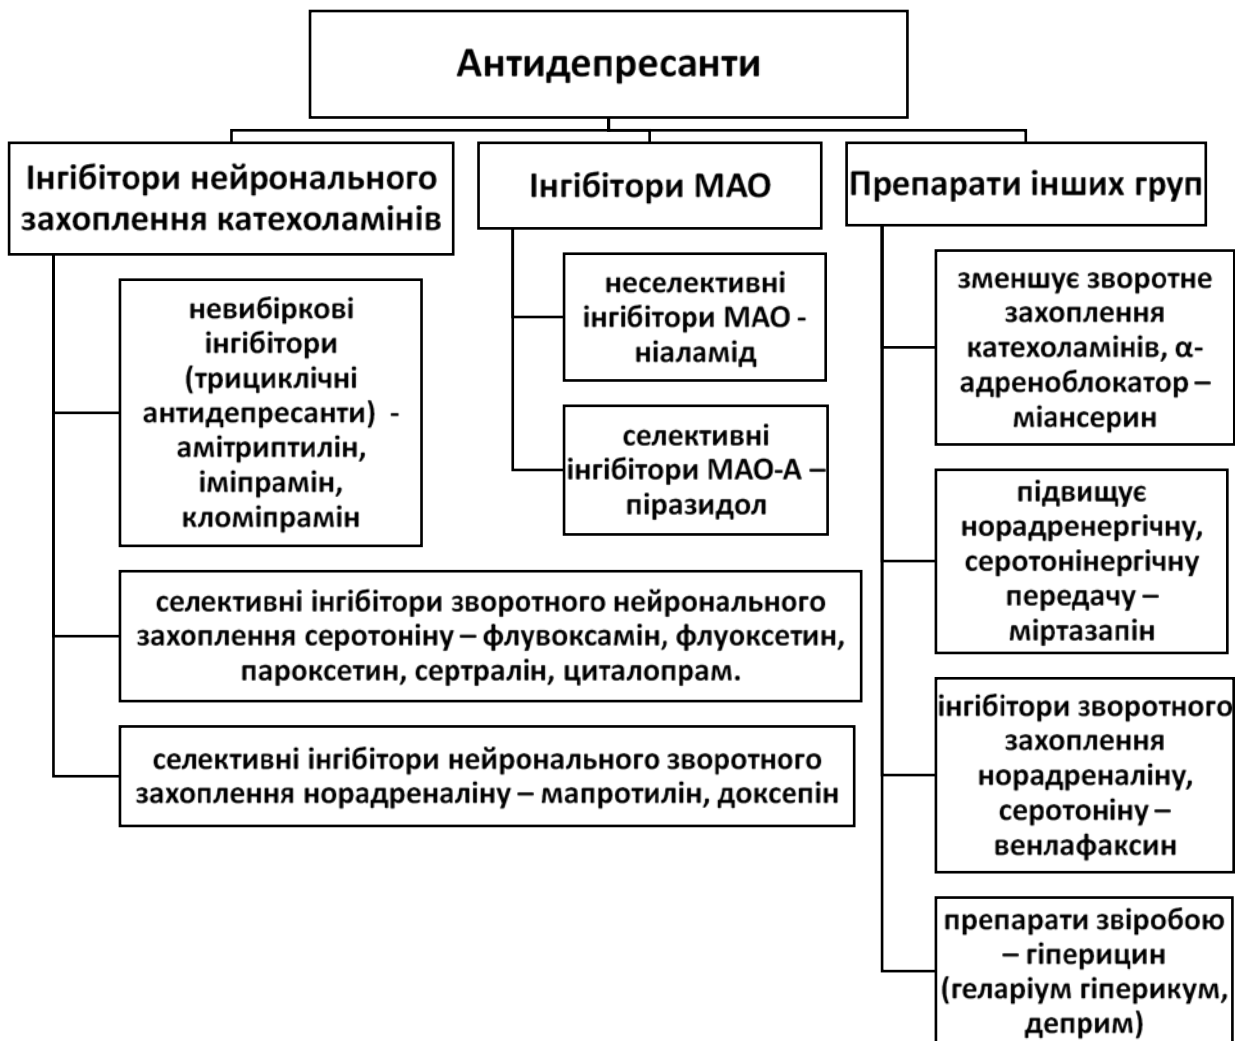 Антидепресанти
Інгібітори нейронального
захоплення катехоламінів
невибіркові
інгібітори
(трициклічні
антидепресанти) -
амітриптилін,
іміпрамін,
кломіпрамін
селективні інгібітори зворотного нейронального
захоплення серотоніну – флувоксамін, флуоксетин,
пароксетин, сертралін, циталопрам.
селективні інгібітори нейронального зворотного
захоплення норадреналіну – мапротилін, доксепін
Інгібітори МАО
неселективні
інгібітори МАО -
ніаламід
селективні
інгібітори МАО-А –
піразидол
Препарати інших груп
зменшує зворотне
захоплення
катехоламінів, α-
адреноблокатор –
міансерин
підвищує
норадренергічну,
серотонінергічну
передачу –
міртазапін
інгібітори зворотного
захоплення
норадреналіну,
серотоніну –
венлафаксин
препарати звіробою
– гіперицин
(геларіум гіперикум,
деприм)